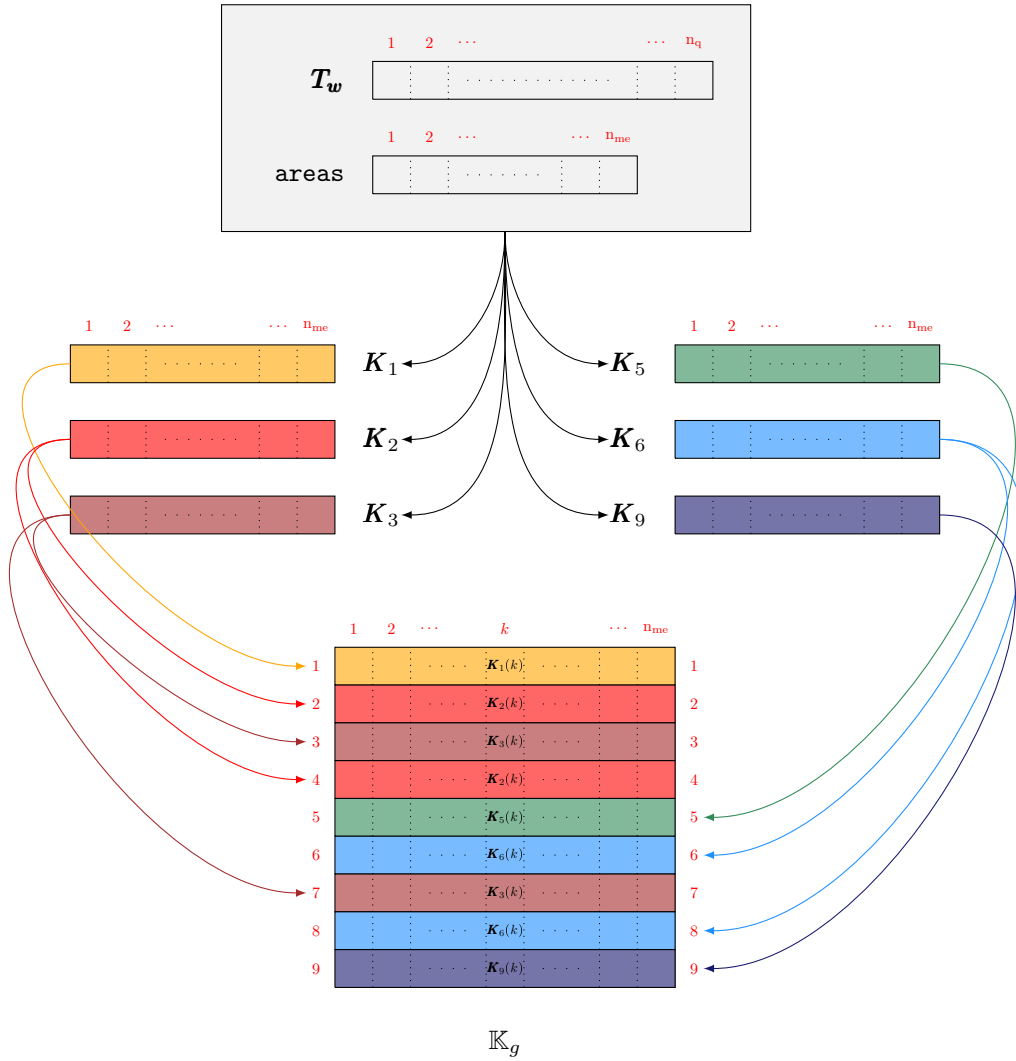 1 2 ⋯ ⋯ n_q
T_w
1 2 ⋯ ⋯ n_me
areas
1 2 ⋯ ⋯ n_me
1 2 ⋯ ⋯ n_me
K_1 K_5
K_2 K_6
K_3 K_9
1 2 ⋯ k ⋯ n_me
1 K_1(k) 1
2 K_2(k) 2
3 K_3(k) 3
4 K_2(k) 4
5 K_5(k) 5
6 K_6(k) 6
7 K_3(k) 7
8 K_6(k) 8
9 K_9(k) 9
𝕂_g